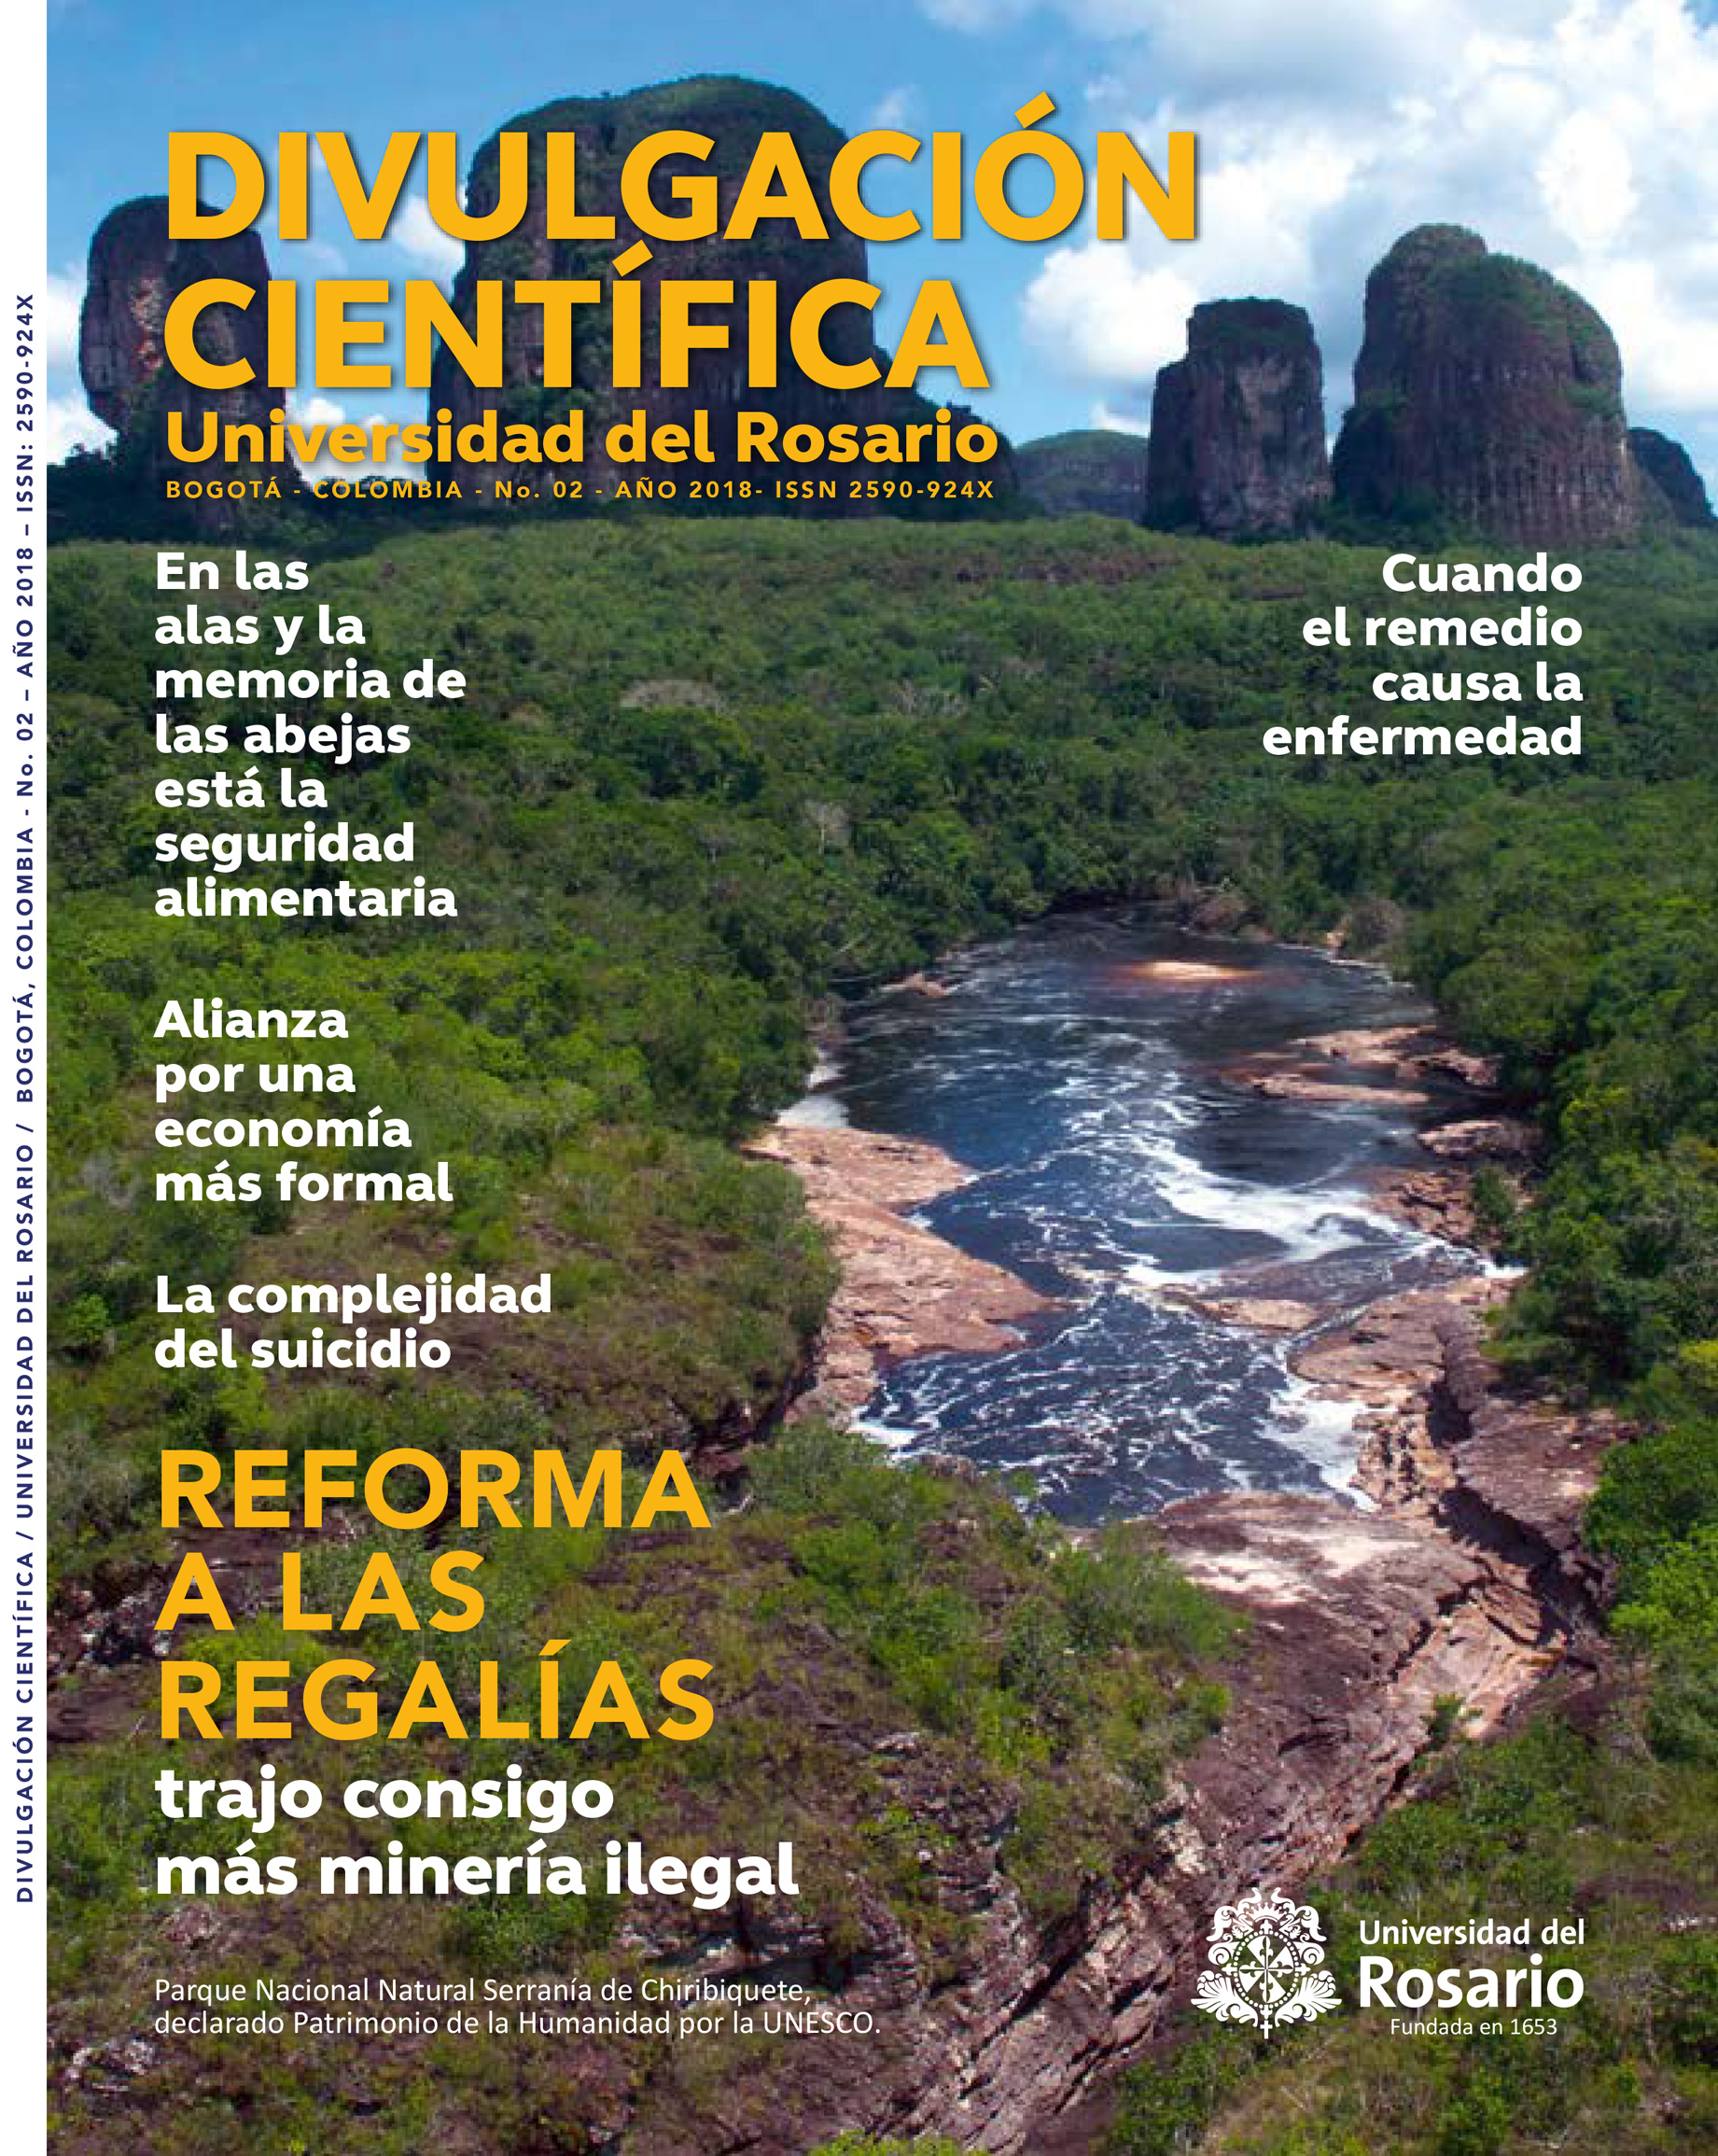 DIVULGACIÓN
CIENTÍFICA
Universidad del Rosario
BOGOTÁ - COLOMBIA - No. 02 - AÑO 2018- ISSN 2590-924X
En las
alas y la
memoria de
las abejas
está la
seguridad
alimentaria
Cuando
el remedio
causa la
enfermedad
Alianza
por una
economía
más formal
La complejidad
del suicidio
REFORMA
A LAS
REGALÍAS
trajo consigo
más minería ilegal
Parque Nacional Natural Serranía de Chiribiquete,
declarado Patrimonio de la Humanidad por la UNESCO.
Universidad del
Rosario
Fundada en 1653
DIVULGACIÓN CIENTÍFICA / UNIVERSIDAD DEL ROSARIO / BOGOTÁ, COLOMBIA - No. 02 – AÑO 2018 – ISSN: 2590-924X